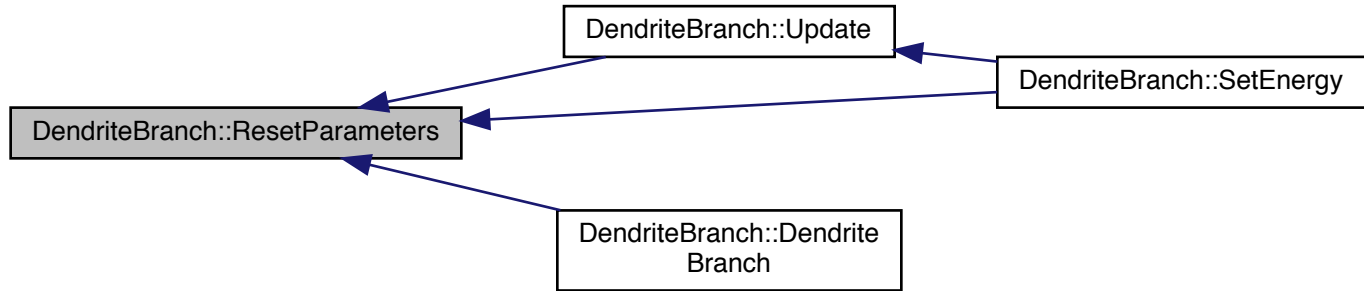 DendriteBranch::Update
DendriteBranch::SetEnergy
DendriteBranch::ResetParameters
DendriteBranch::Dendrite
Branch